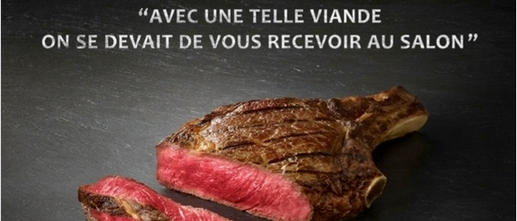 “AVEC UNE TELLE VIANDE
ON SE DEVAIT DE VOUS RECEVOIR AU SALON”